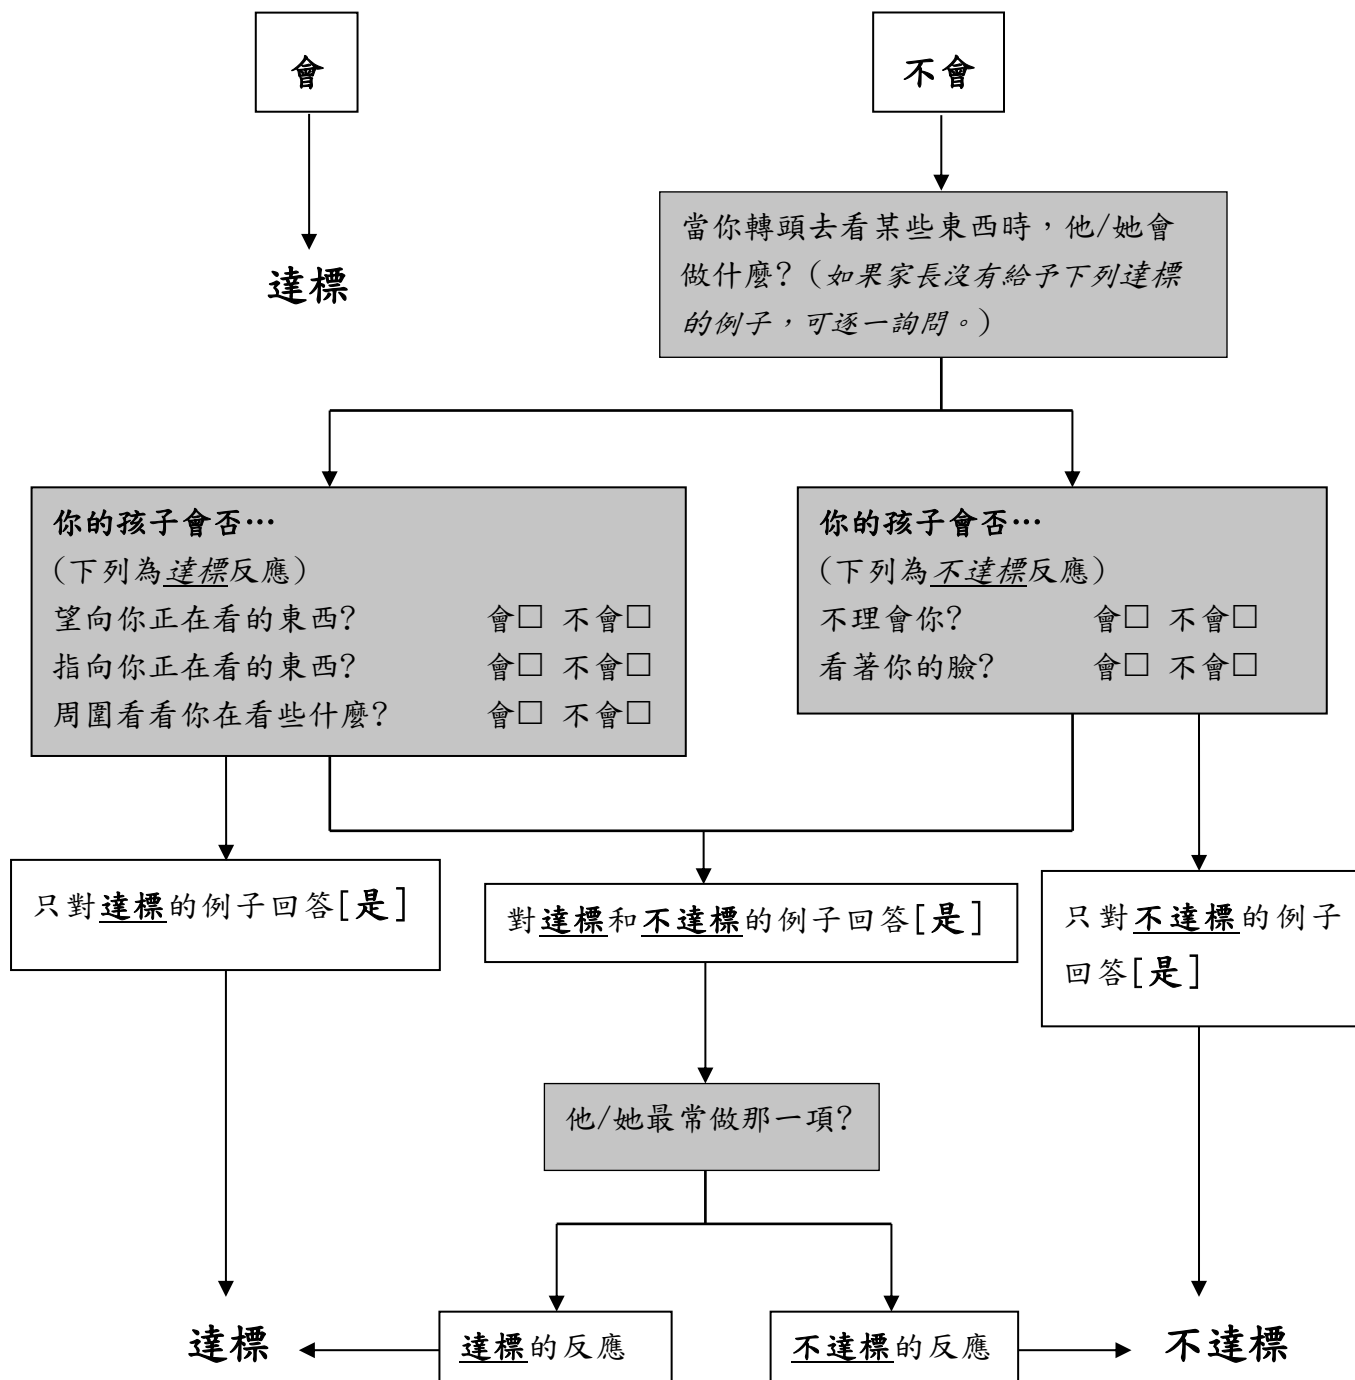 會
不會
達標
當你轉頭去看某些東西時，他/她會
做什麼?（如果家長沒有給予下列達標
的例子，可逐一詢問。）
你的孩子會否…
(下列為達標反應)
望向你正在看的東西? 會□ 不會□
指向你正在看的東西? 會□ 不會□
周圍看看你在看些什麼? 會□ 不會□
你的孩子會否…
(下列為不達標反應)
不理會你? 會□ 不會□
看著你的臉? 會□ 不會□
只對達標的例子回答[是]
對達標和不達標的例子回答[是]
只對不達標的例子
回答[是]
他/她最常做那一項?
達標
達標的反應
不達標的反應
不達標